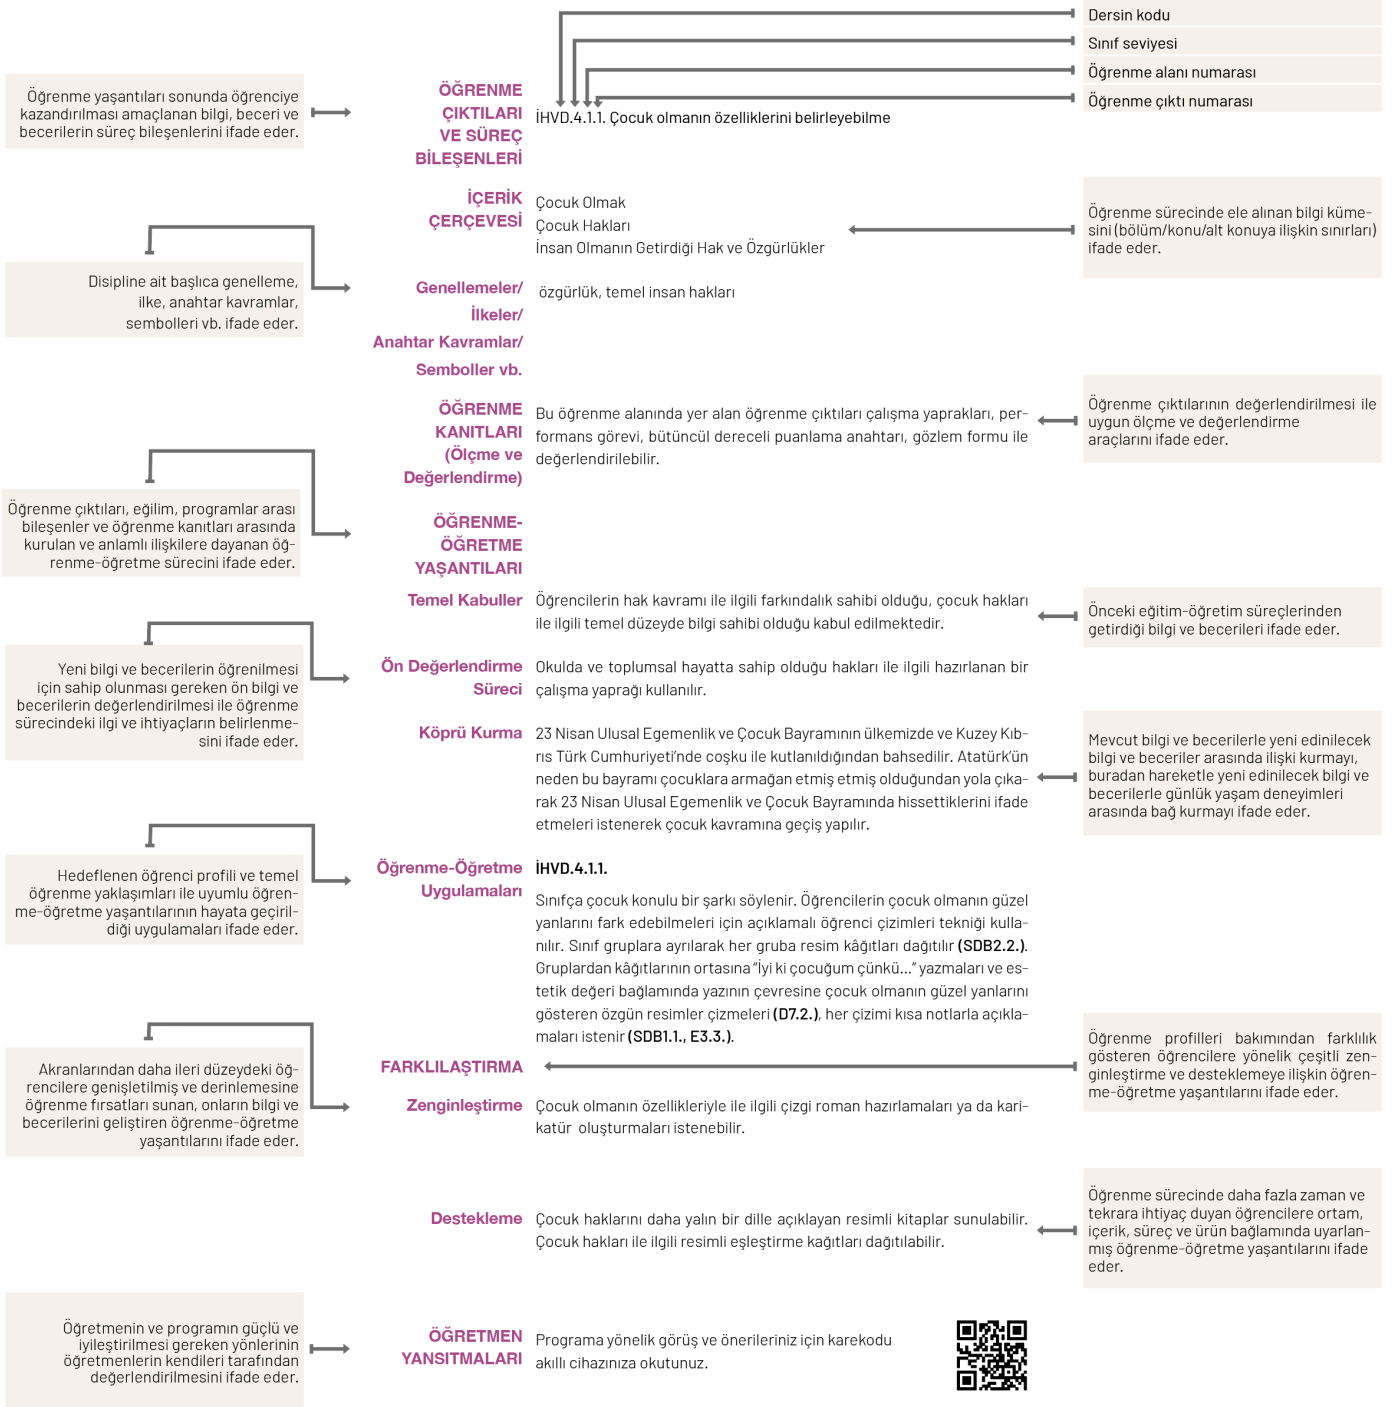 Dersin kodu
Sınıf seviyesi
Öğrenme alanı numarası
Öğrenme çıktı numarası
Öğrenme yaşantıları sonunda öğrenciye
kazandırılması amaçlanan bilgi, beceri ve
becerilerin süreç bileşenlerini ifade eder.
ÖĞRENME
ÇIKTILARI
VE SÜREÇ
BİLEŞENLERİ
İHVD.4.1.1. Çocuk olmanın özelliklerini belirleyebilme
İÇERİK
ÇERÇEVESİ
Çocuk Olmak
Çocuk Hakları
İnsan Olmanın Getirdiği Hak ve Özgürlükler
Öğrenme sürecinde ele alınan bilgi küme-
sini (bölüm/konu/alt konuya ilişkin sınırları)
ifade eder.
Disipline ait başlıca genelleme,
ilke, anahtar kavramlar,
sembolleri vb. ifade eder.
Genellemeler/
İlkeler/
Anahtar Kavramlar/
Semboller vb.
özgürlük, temel insan hakları
ÖĞRENME
KANITLARI
(Ölçme ve
Değerlendirme)
Bu öğrenme alanında yer alan öğrenme çıktıları çalışma yaprakları, per-
formans görevi, bütüncül dereceli puanlama anahtarı, gözlem formu ile
değerlendirilebilir.
Öğrenme çıktılarının değerlendirilmesi ile
uygun ölçme ve değerlendirme
araçlarını ifade eder.
Öğrenme çıktıları, eğilim, programlar arası
bileşenler ve öğrenme kanıtları arasında
kurulan ve anlamlı ilişkilere dayanan öğ-
renme-öğretme sürecini ifade eder.
ÖĞRENME-
ÖĞRETME
YAŞANTILARI
Temel Kabuller
Öğrencilerin hak kavramı ile ilgili farkındalık sahibi olduğu, çocuk hakları
ile ilgili temel düzeyde bilgi sahibi olduğu kabul edilmektedir.
Önceki eğitim-öğretim süreçlerinden
getirdiği bilgi ve becerileri ifade eder.
Yeni bilgi ve becerilerin öğrenilmesi
için sahip olunması gereken ön bilgi ve
becerilerin değerlendirilmesi ile öğrenme
sürecindeki ilgi ve ihtiyaçların belirlenme-
sini ifade eder.
Ön Değerlendirme
Süreci
Okulda ve toplumsal hayatta sahip olduğu hakları ile ilgili hazırlanan bir
çalışma yaprağı kullanılır.
Köprü Kurma
23 Nisan Ulusal Egemenlik ve Çocuk Bayramının ülkemizde ve Kuzey Kıb-
rıs Türk Cumhuriyeti’nde coşku ile kutlanıldığından bahsedilir. Atatürk’ün
neden bu bayramı çocuklara armağan etmiş etmiş olduğundan yola çıka-
rak 23 Nisan Ulusal Egemenlik ve Çocuk Bayramında hissettiklerini ifade
etmeleri istenerek çocuk kavramına geçiş yapılır.
Mevcut bilgi ve becerilerle yeni edinilecek
bilgi ve beceriler arasında ilişki kurmayı,
buradan hareketle yeni edinilecek bilgi ve
becerilerle günlük yaşam deneyimleri
arasında bağ kurmayı ifade eder.
Hedeflenen öğrenci profili ve temel
öğrenme yaklaşımları ile uyumlu öğren-
me-öğretme yaşantılarının hayata geçiril-
diği uygulamaları ifade eder.
Öğrenme-Öğretme
Uygulamaları
İHVD.4.1.1.
Sınıfça çocuk konulu bir şarkı söylenir. Öğrencilerin çocuk olmanın güzel
yanlarını fark edebilmeleri için açıklamalı öğrenci çizimleri tekniği kulla-
nılır. Sınıf gruplara ayrılarak her gruba resim kâğıtları dağıtılır (SDB2.2.).
Gruplardan kâğıtlarının ortasına “İyi ki çocuğum çünkü…” yazmaları ve es-
tetik değeri bağlamında yazının çevresine çocuk olmanın güzel yanlarını
gösteren özgün resimler çizmeleri (D7.2.), her çizimi kısa notlarla açıkla-
maları istenir (SDB1.1., E3.3.).
FARKLILAŞTIRMA
Öğrenme profilleri bakımından farklılık
gösteren öğrencilere yönelik çeşitli zen-
ginleştirme ve desteklemeye ilişkin öğren-
me-öğretme yaşantılarını ifade eder.
Akranlarından daha ileri düzeydeki öğ-
rencilere genişletilmiş ve derinlemesine
öğrenme fırsatları sunan, onların bilgi ve
becerilerini geliştiren öğrenme-öğretme
yaşantılarını ifade eder.
Zenginleştirme
Çocuk olmanın özellikleriyle ile ilgili çizgi roman hazırlamaları ya da kari-
katür oluşturmaları istenebilir.
Destekleme
Çocuk haklarını daha yalın bir dille açıklayan resimli kitaplar sunulabilir.
Çocuk hakları ile ilgili resimli eşleştirme kağıtları dağıtılabilir.
Öğrenme sürecinde daha fazla zaman ve
tekrara ihtiyaç duyan öğrencilere ortam,
içerik, süreç ve ürün bağlamında uyarlan-
mış öğrenme-öğretme yaşantılarını ifade
eder.
Öğretmenin ve programın güçlü ve
iyileştirilmesi gereken yönlerinin
öğretmenlerin kendileri tarafından
değerlendirilmesini ifade eder.
ÖĞRETMEN
YANSITMALARI
Programa yönelik görüş ve önerileriniz için karekodu
akıllı cihazınıza okutunuz.